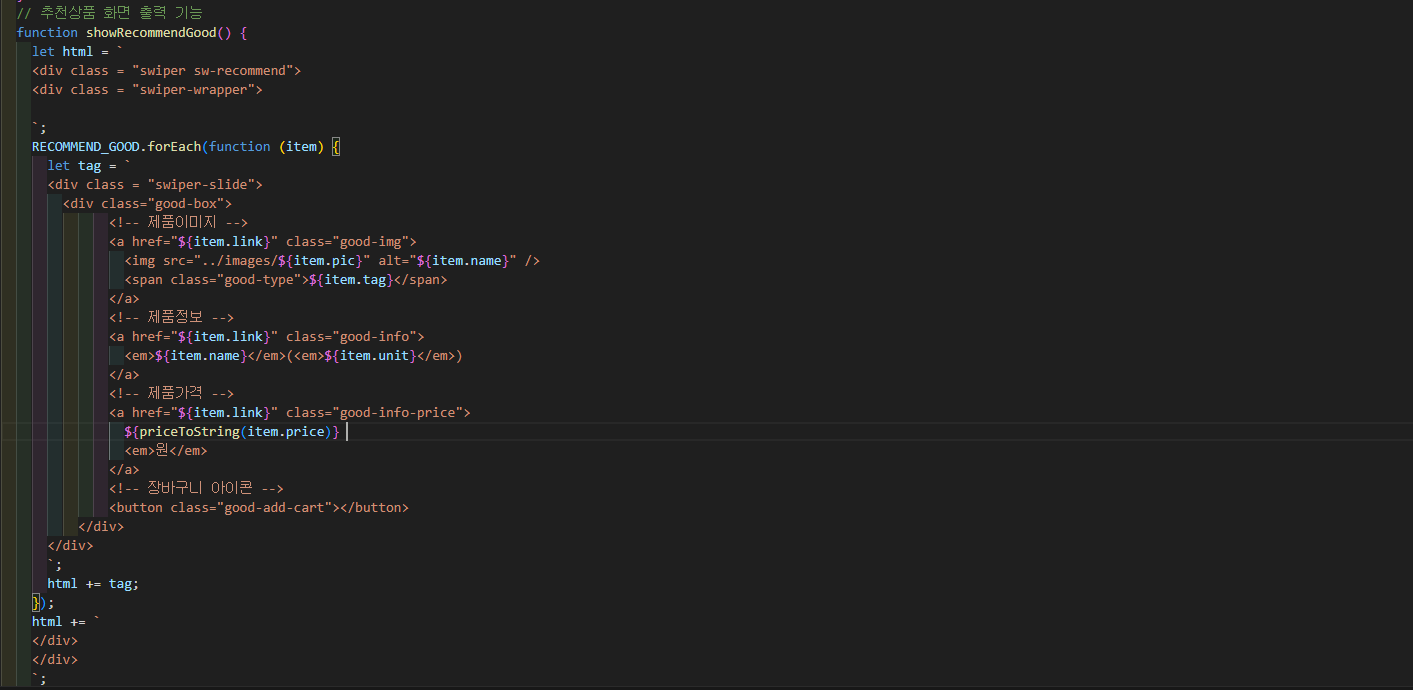 // 추천상품 화면 출력 기능
function showRecommendGood() {
let html = `
<div class = "swiper sw-recommend">
<div class = "swiper-wrapper">
`;
RECOMMEND_GOOD.forEach(function (item) {
let tag = `
<div class = "swiper-slide">
<div class="good-box">
<!-- 제품이미지 -->
<a href="${item.link}" class="good-img">
<img src="../images/${item.pic}" alt="${item.name}" />
<span class="good-type">${item.tag}</span>
</a>
<!-- 제품정보 -->
<a href="${item.link}" class="good-info">
<em>${item.name}</em>(<em>${item.unit}</em>)
</a>
<!-- 제품가격 -->
<a href="${item.link}" class="good-info-price">
${priceToString(item.price)}
<em>원</em>
</a>
<!-- 장바구니 아이콘 -->
<button class="good-add-cart"></button>
</div>
</div>
`;
html += tag;
});
html += `
</div>
</div>
`;